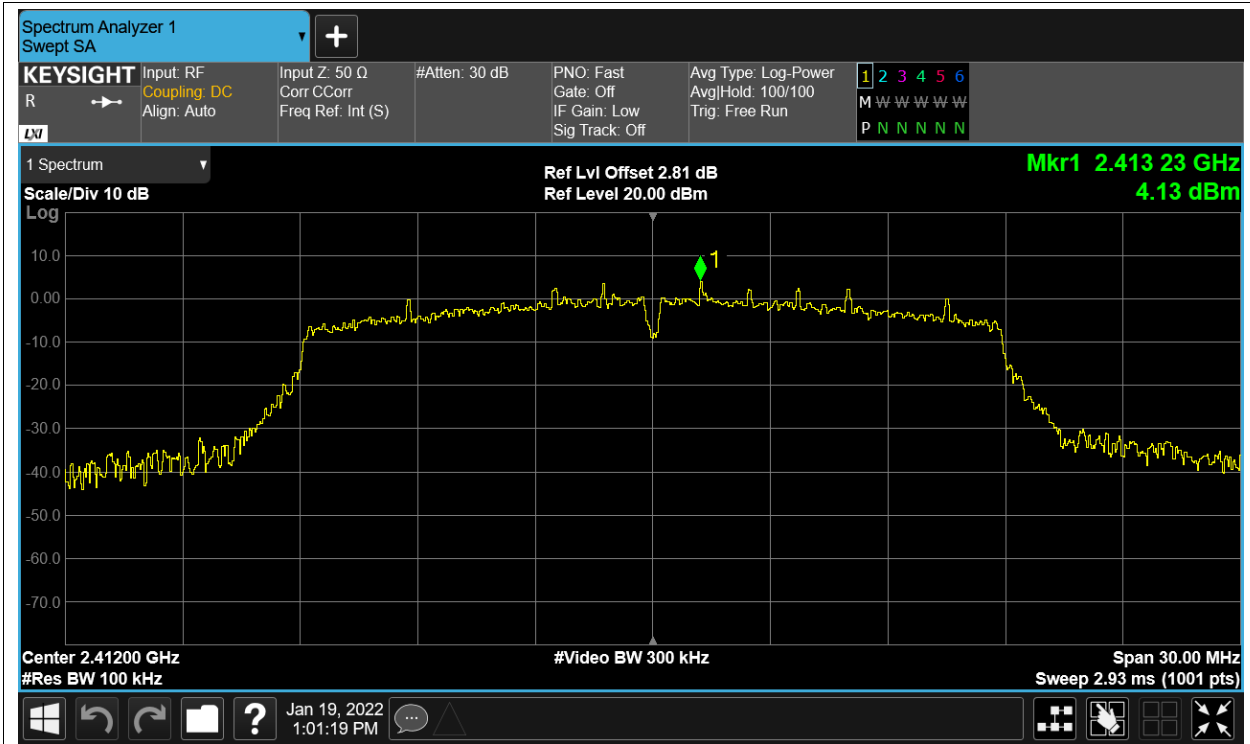 Spectrum Analyzer 1
Swept SA
+
KEYSIGHT
R
LXI
Input: RF
Coupling: DC
Align: Auto
Input Z: 50 Ω
Corr CCorr
Freq Ref: Int (S)
#Atten: 30 dB
PNO: Fast
Gate: Off
IF Gain: Low
Sig Track: Off
Avg Type: Log-Power
Avg|Hold: 100/100
Trig: Free Run
1 2 3 4 5 6
M W W W W W
P N N N N N
1 Spectrum
Scale/Div 10 dB
Log
Ref Lvl Offset 2.81 dB
Ref Level 20.00 dBm
Mkr1 2.413 23 GHz
4.13 dBm
1
10.0
0.00
-10.0
-20.0
-30.0
-40.0
-50.0
-60.0
-70.0
Center 2.41200 GHz
#Res BW 100 kHz
#Video BW 300 kHz
Span 30.00 MHz
Sweep 2.93 ms (1001 pts)
?
Jan 19, 2022
1:01:19 PM